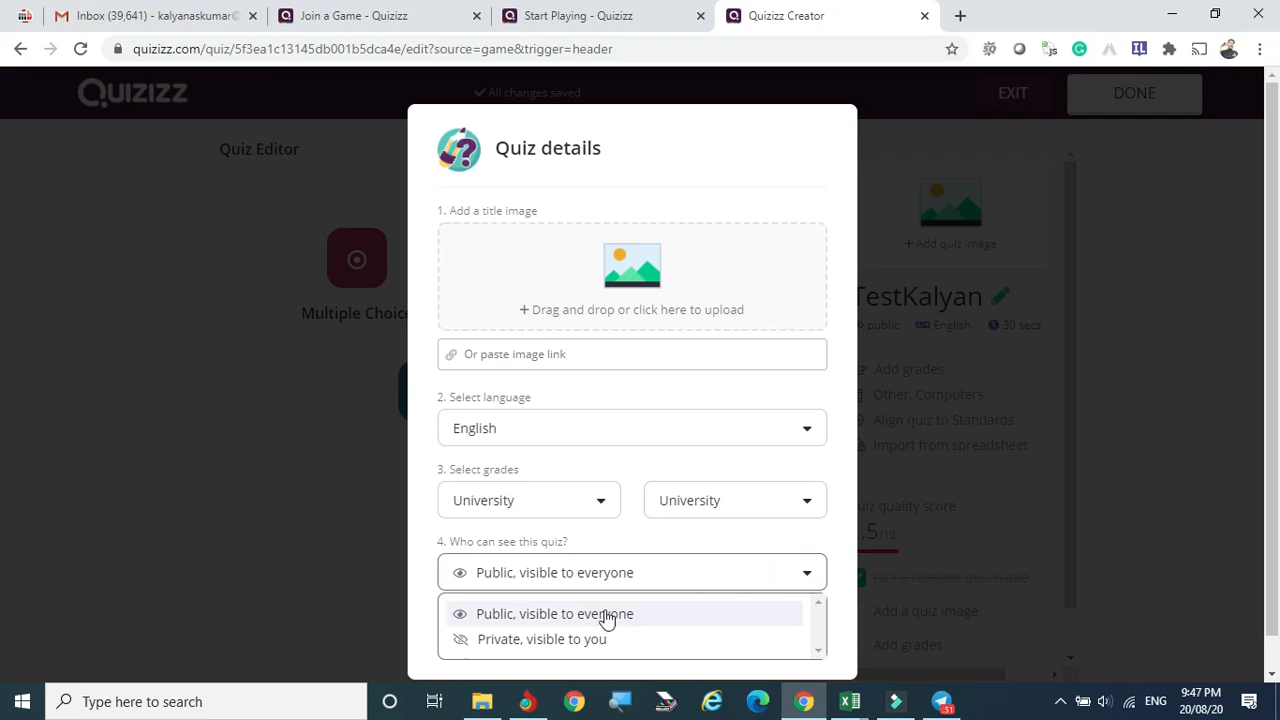 Inbox (39,641) - kalyanaskumar@
Join a Game - Quizizz
Start Playing - Quizizz
Quizizz Creator
quizizz.com/quiz/5f3ea1c13145db001b5dca4e/edit?source=game&trigger=header
QUIZIZZ
All changes saved
EXIT
DONE
Quiz Editor
Quiz details
1. Add a title image
+ Drag and drop or click here to upload
Or paste image link
2. Select language
English
3. Select grades
University
University
4. Who can see this quiz?
Public, visible to everyone
Public, visible to everyone
Private, visible to you
Multiple Choice
+ Add quiz image
TestKalyan
public · English · 30 secs
Add grades
Other, Computers
Align quiz to Standards
Import from spreadsheet
quality score
.5/10
Pick a relevant quiz name
Add a quiz image
Add grades
Type here to search
51
ENG
9:47 PM
20/08/20